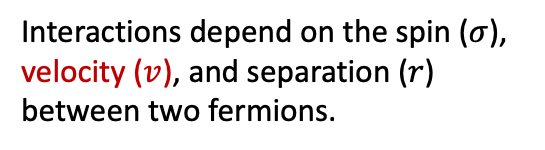 Interactions depend on the spin (𝜎),
velocity (𝑣), and separation (𝑟)
between two fermions.